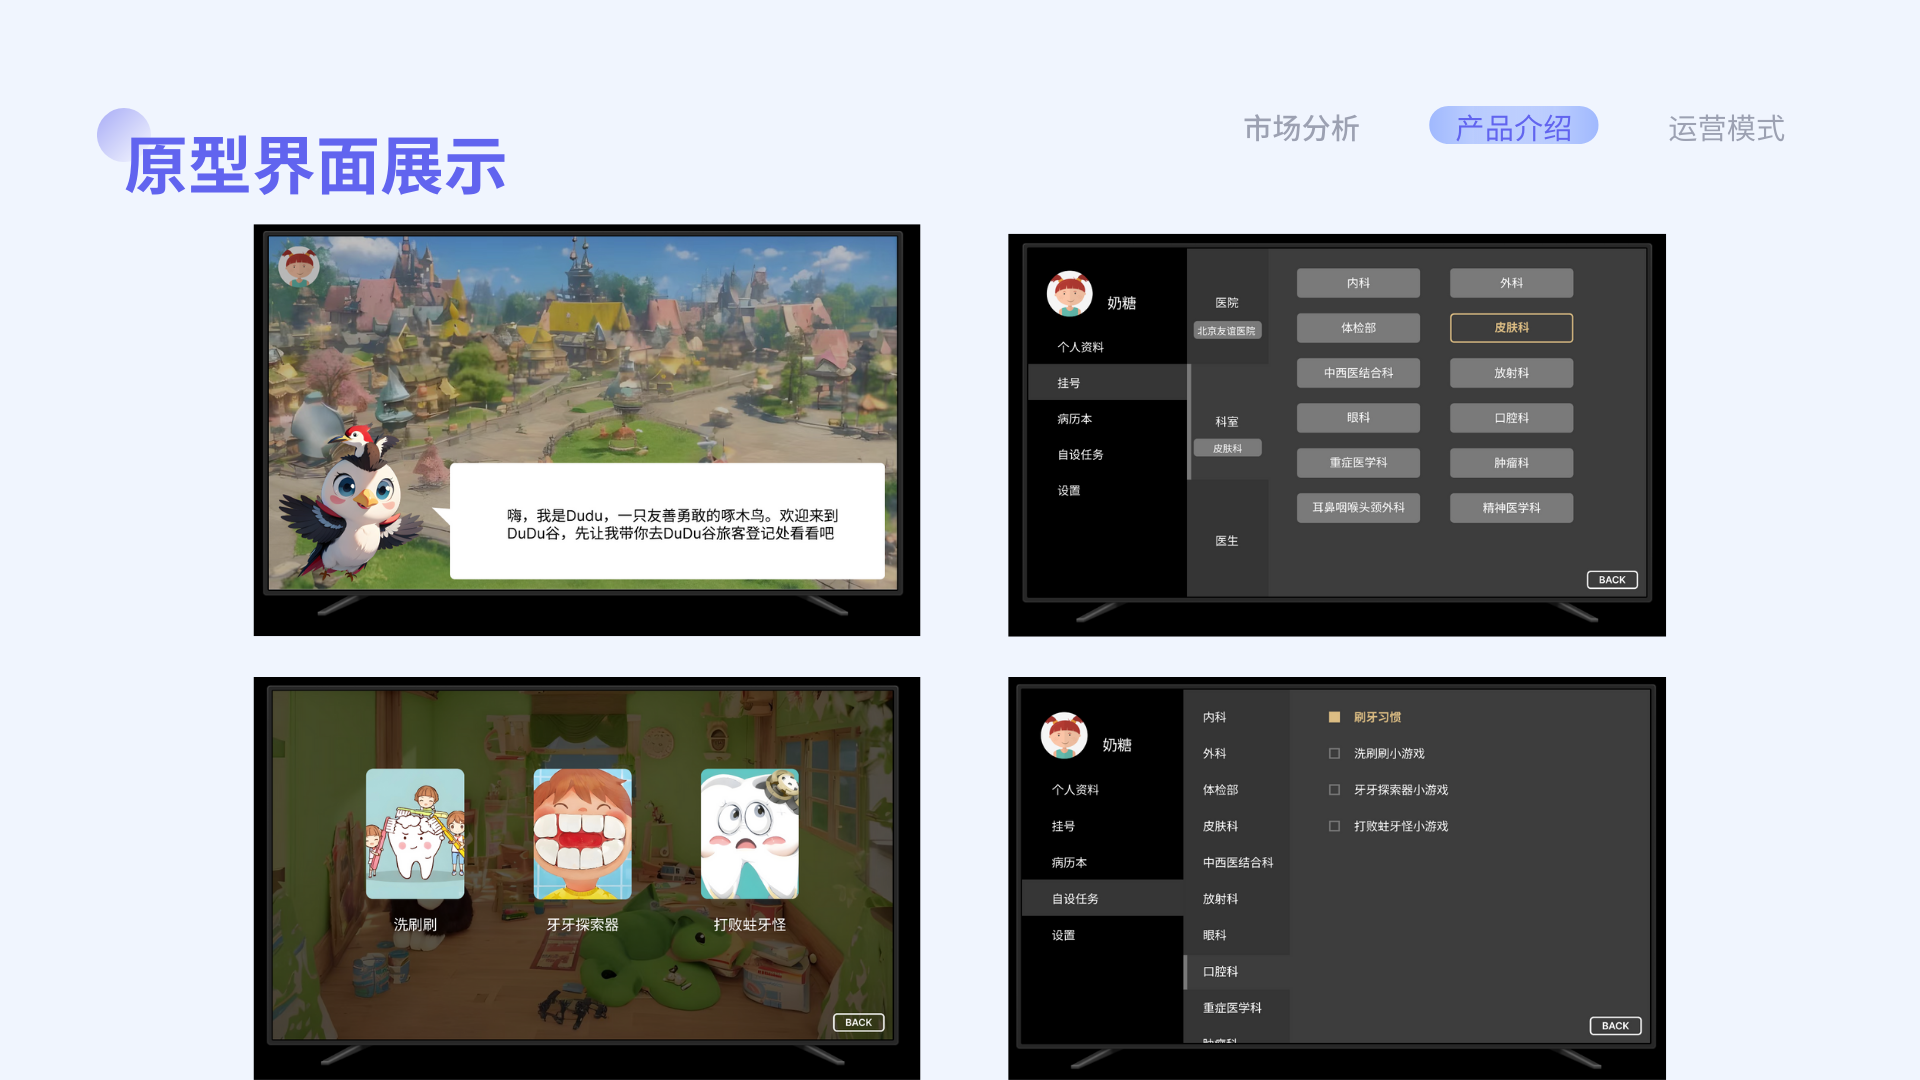 原型界面展示
市场分析
产品介绍
运营模式
嗨，我是Dudu，一只友善勇敢的啄木鸟。欢迎来到
DuDu谷，先让我带你去DuDu谷旅客登记处看看吧
奶糖
个人资料
挂号
病历本
自设任务
设置
医院
北京友谊医院
科室
皮肤科
医生
内科
外科
体检部
皮肤科
中西医结合科
放射科
眼科
口腔科
重症医学科
肿瘤科
耳鼻咽喉头颈外科
精神医学科
BACK
洗刷刷
牙牙探索器
打败蛀牙怪
BACK
奶糖
个人资料
挂号
病历本
自设任务
设置
内科
外科
体检部
皮肤科
中西医结合科
放射科
眼科
口腔科
重症医学科
刷牙习惯
洗刷刷小游戏
牙牙探索器小游戏
打败蛀牙怪小游戏
BACK